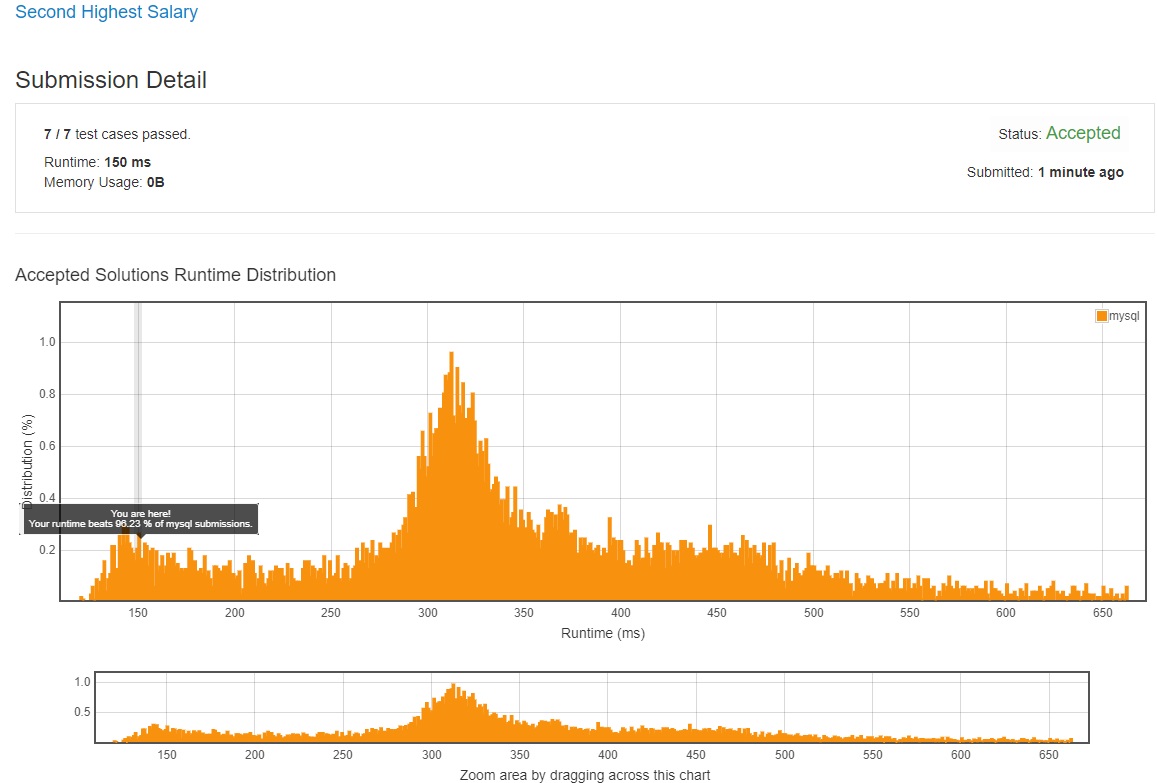 Second Highest Salary
Submission Detail
7 / 7 test cases passed.
Status: Accepted
Runtime: 150 ms
Submitted: 1 minute ago
Memory Usage: 0B
Accepted Solutions Runtime Distribution
mysql
1.0
0.8
0.6
0.4
0.2
Distribution (%)
You are here!
Your runtime beats 96.23 % of mysql submissions.
150 200 250 300 350 400 450 500 550 600 650
Runtime (ms)
1.0
0.5
150 200 250 300 350 400 450 500 550 600 650
Zoom area by dragging across this chart